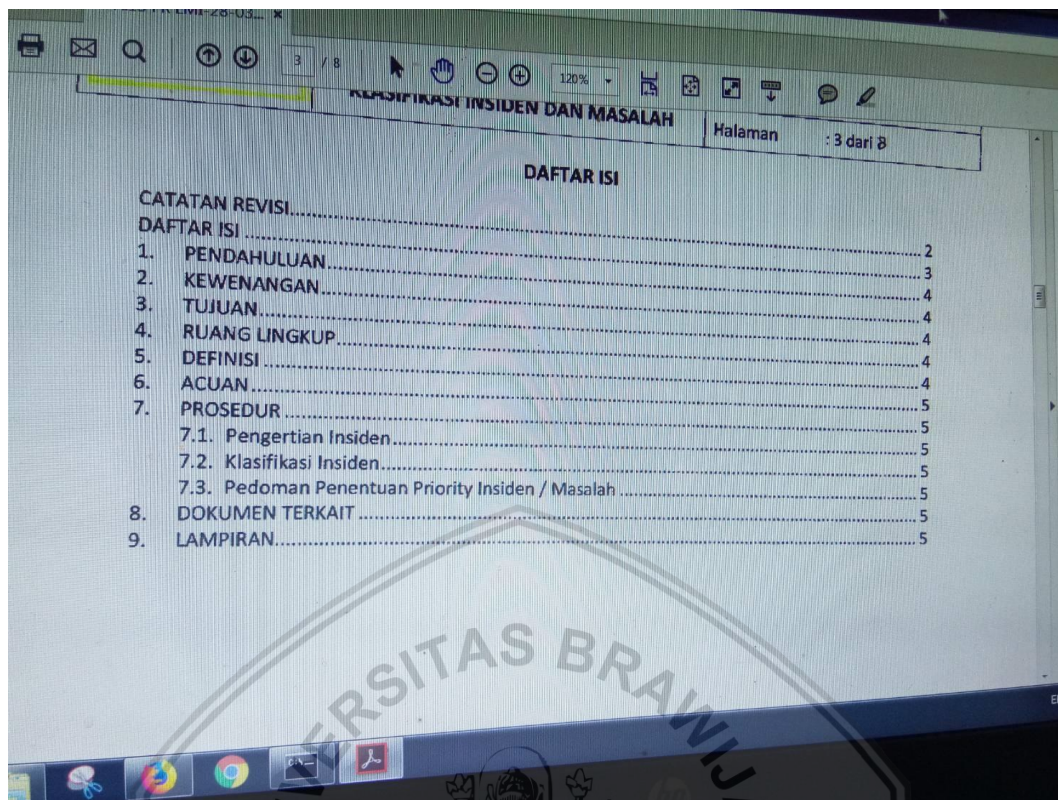 3 / 8
120%
KLASIFIKASI INSIDEN DAN MASALAH
Halaman : 3 dari 8
DAFTAR ISI
CATATAN REVISI 2
DAFTAR ISI 3
1. PENDAHULUAN 4
2. KEWENANGAN 4
3. TUJUAN 4
4. RUANG LINGKUP 4
5. DEFINISI 4
6. ACUAN 5
7. PROSEDUR 5
7.1. Pengertian Insiden 5
7.2. Klasifikasi Insiden 5
7.3. Pedoman Penentuan Priority Insiden / Masalah 5
8. DOKUMEN TERKAIT 5
9. LAMPIRAN 5
VERSITAS BRAWIJ